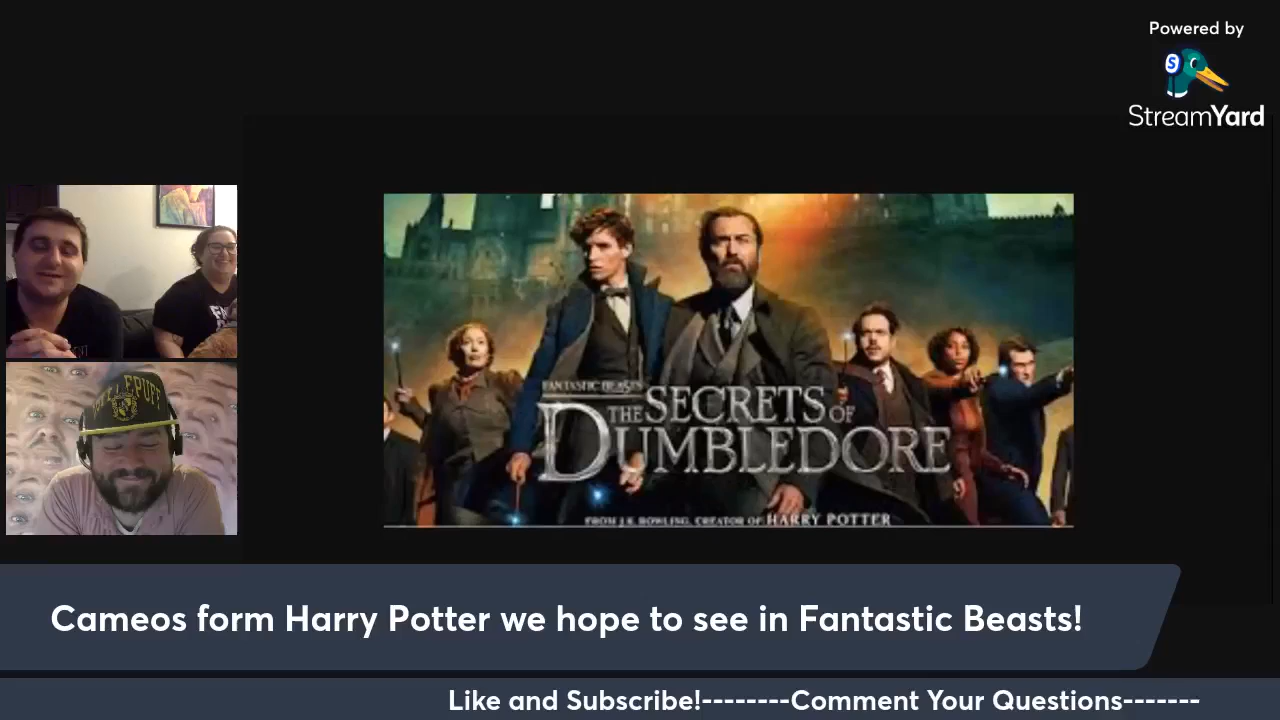 Powered by
S
StreamYard
FANTASTIC BEASTS
THE SECRETS OF
DUMBLEDORE
FROM J.K. ROWLING, CREATOR OF HARRY POTTER
Cameos form Harry Potter we hope to see in Fantastic Beasts!
Like and Subscribe!--------Comment Your Questions-------